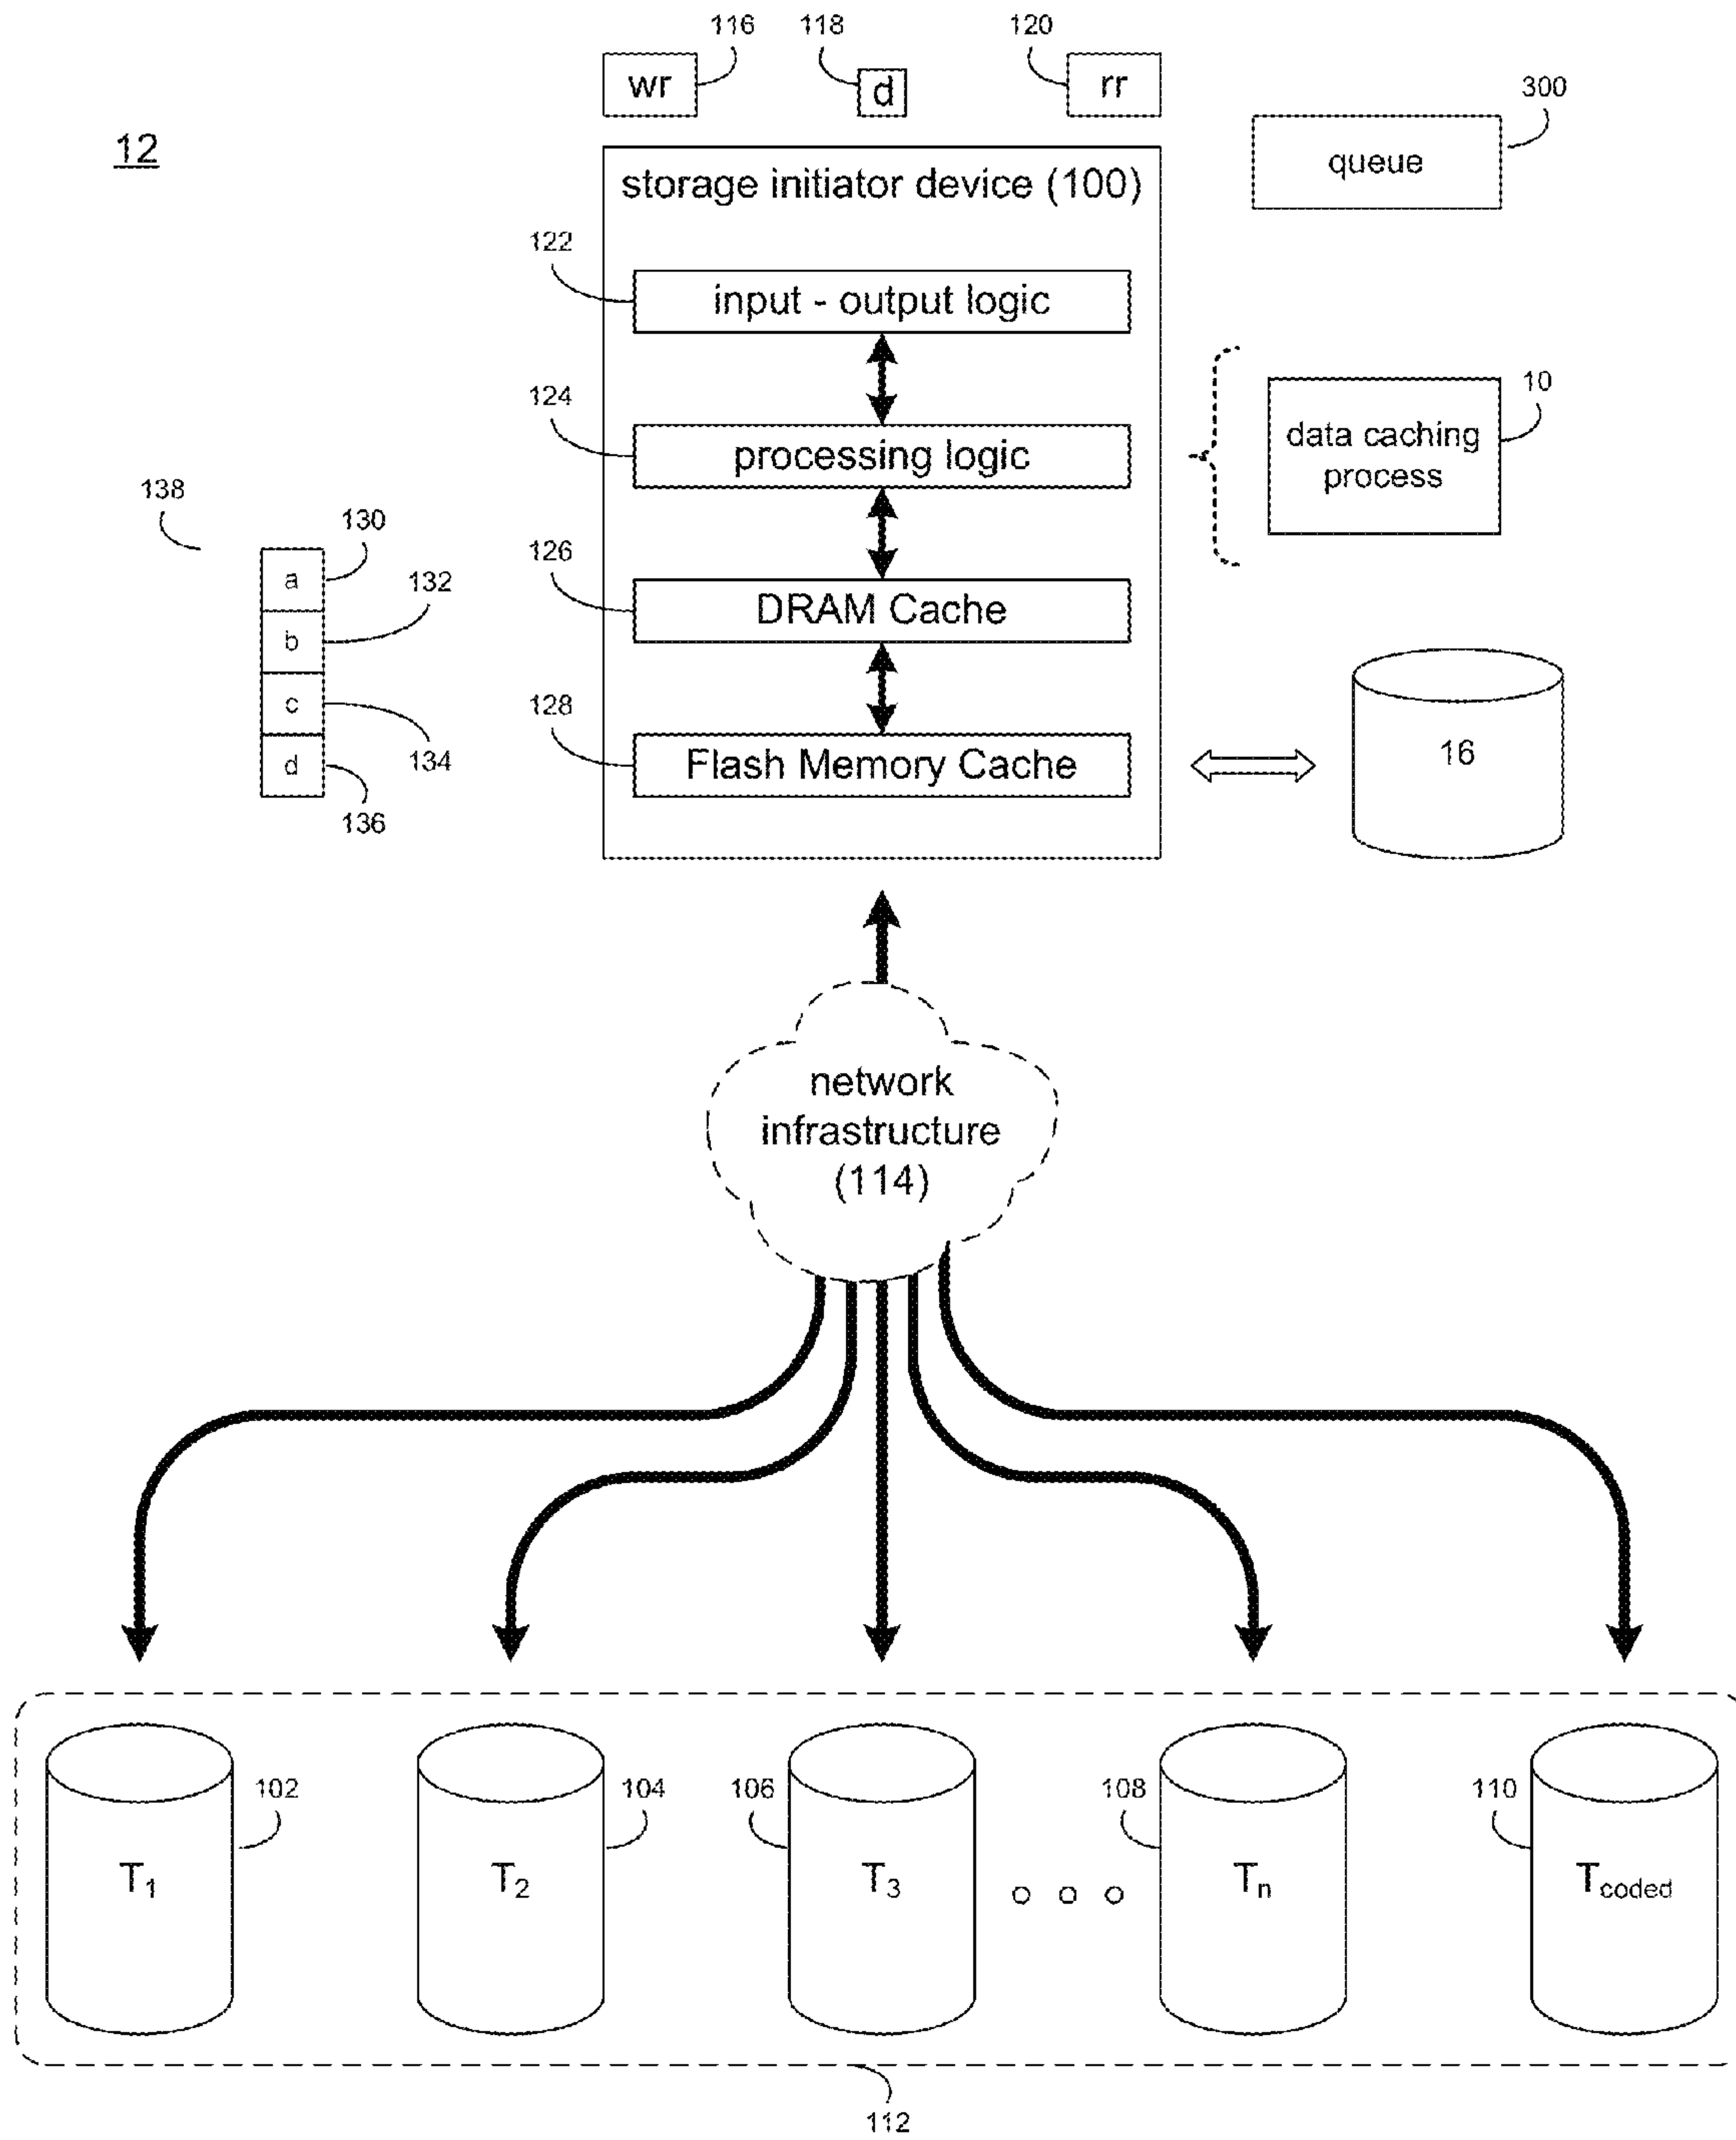 116
118
120
wr
d
rr
300
queue
12
storage initiator device (100)
122
input - output logic
10
124
processing logic
data caching
process
138
130
a
132
b
c
134
d
136
126
DRAM Cache
128
Flash Memory Cache
16
network
infrastructure
(114)
102
104
106
108
110
T1
T2
T3
Tn
Tcoded
112